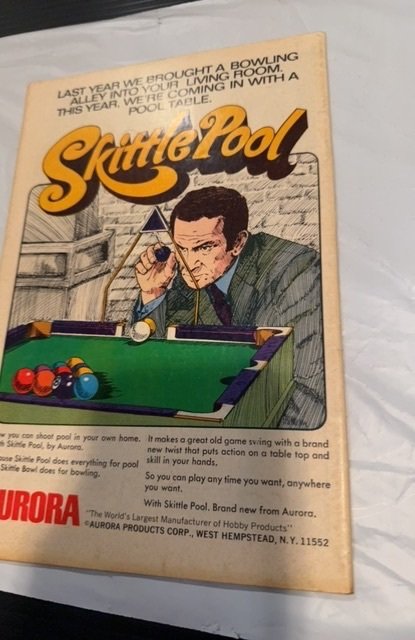 LAST YEAR WE BROUGHT A BOWLING
ALLEY INTO YOUR LIVING ROOM.
THIS YEAR, WE'RE COMING IN WITH A
POOL TABLE.
Skittle Pool
you can shoot pool in your own home.
Skittle Pool, by Aurora.
Skittle Pool does everything for pool
Skittle Bowl does for bowling.
It makes a great old game swing with a brand
new twist that puts action on a table top and
skill in your hands.
So you can play any time you want, anywhere
you want.
With Skittle Pool. Brand new from Aurora.
URORA
"The World's Largest Manufacturer of Hobby Products"
©AURORA PRODUCTS CORP., WEST HEMPSTEAD, N.Y. 11552